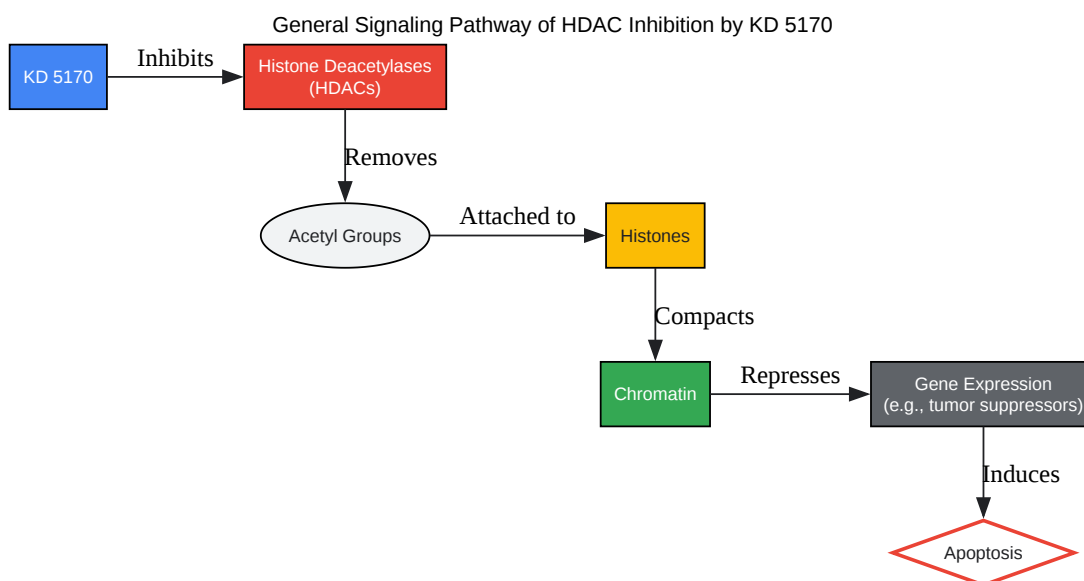 General Signaling Pathway of HDAC Inhibition by KD 5170
KD 5170
Inhibits
Histone Deacetylases
(HDACs)
Removes
Acetyl Groups
Attached to
Histones
Compacts
Chromatin
Represses
Gene Expression
(e.g., tumor suppressors)
Induces
Apoptosis